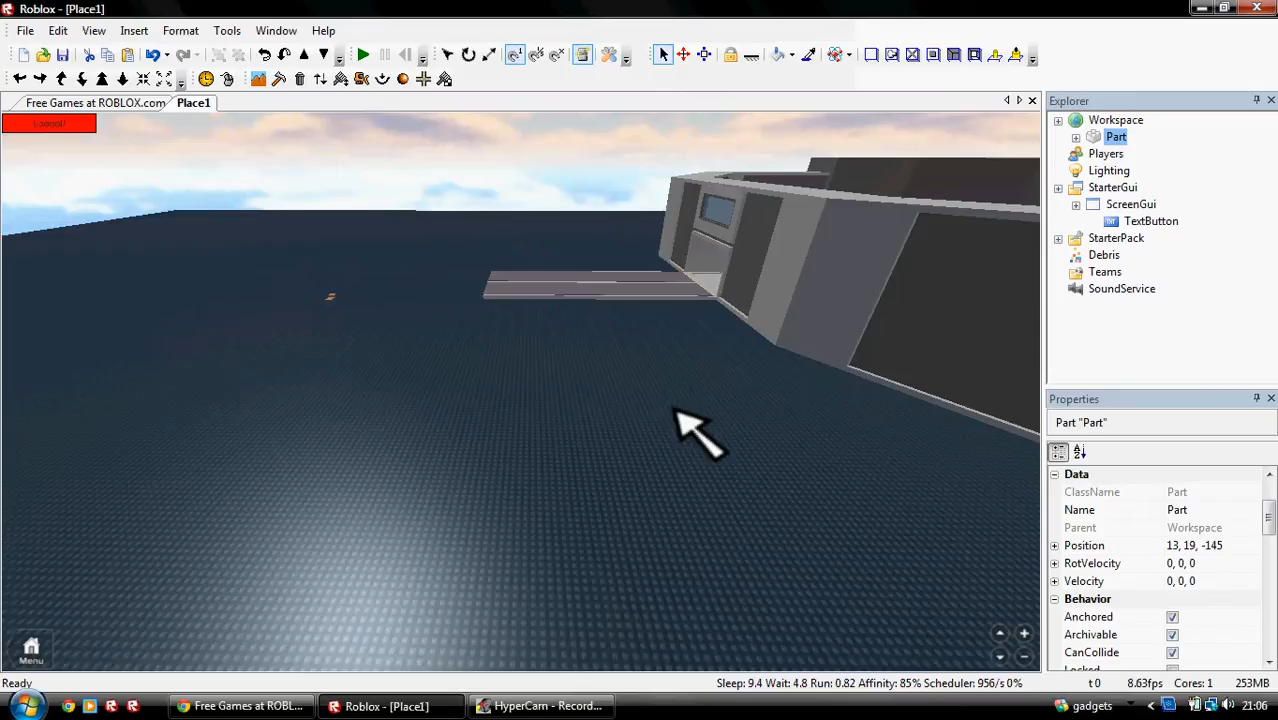 Roblox - [Place1]
File Edit View Insert Format Tools Window Help
Free Games at ROBLOX.com Place1
Explorer
Workspace
Part
Players
Lighting
StarterGui
ScreenGui
TextButton
StarterPack
Debris
Teams
SoundService
Properties
Part "Part"
Data
ClassName Part
Name Part
Parent Workspace
Position 13, 19, -145
RotVelocity 0, 0, 0
Velocity 0, 0, 0
Behavior
Anchored
Archivable
CanCollide
Menu
Ready Sleep: 9.4 Wait: 4.8 Run: 0.82 Affinity: 85% Scheduler: 956/s 0% t 0 8.63fps Cores: 1 253MB
Free Games at ROBL... Roblox - [Place1] HyperCam - Record... gadgets 21:06